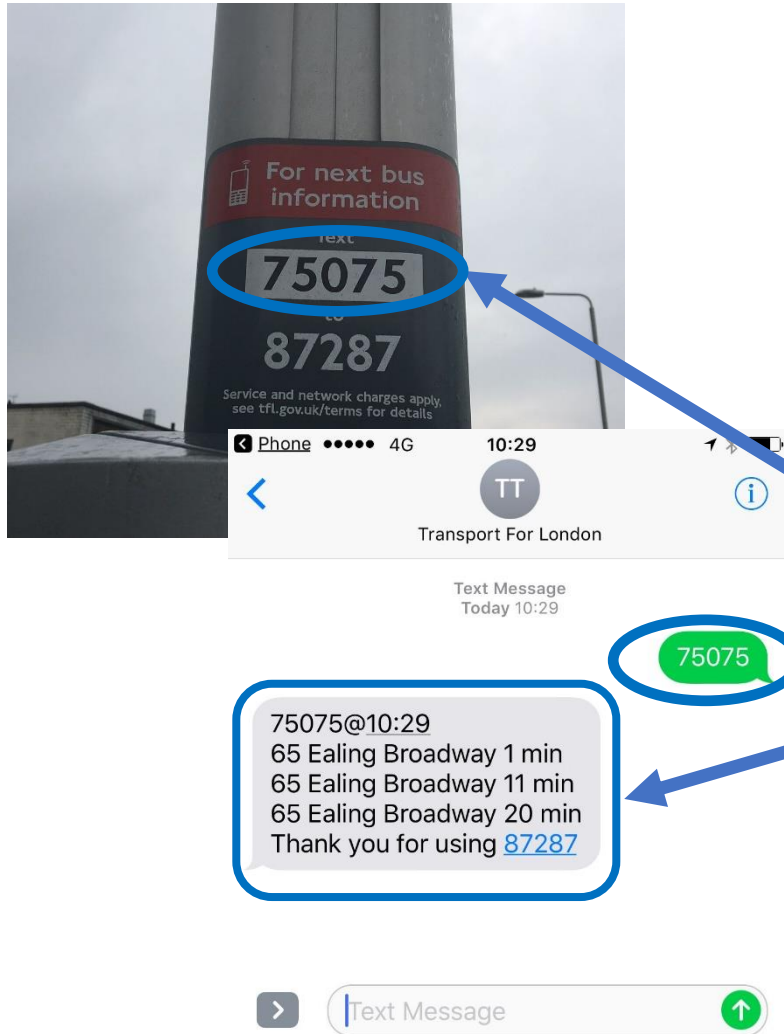 For next bus
information
Text
75075
to
87287
Service and network charges apply,
see tfl.gov.uk/terms for details
Phone 4G 10:29
TT
Transport For London
Text Message
Today 10:29
75075
75075@10:29
65 Ealing Broadway 1 min
65 Ealing Broadway 11 min
65 Ealing Broadway 20 min
Thank you for using 87287
Text Message